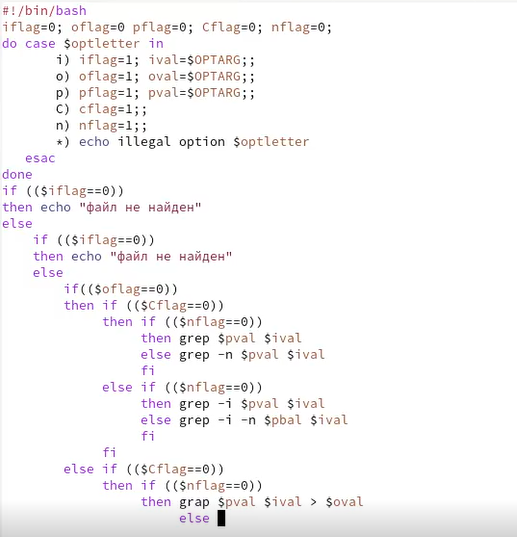 #!/bin/bash
iflag=0; oflag=0 pflag=0; Cflag=0; nflag=0;
do case $optletter in
        i) iflag=1; ival=$OPTARG;;
        o) oflag=1; oval=$OPTARG;;
        p) pflag=1; pval=$OPTARG;;
        C) cflag=1;;
        n) nflag=1;;
        *) echo illegal option $optletter
   esac
done
if (($iflag==0))
then echo "файл не найден"
else
    if (($iflag==0))
    then echo "файл не найден"
    else
        if(($oflag==0))
        then if (($Cflag==0))
             then if (($nflag==0))
                  then grep $pval $ival
                  else grep -n $pval $ival
                  fi
             else if (($nflag==0))
                  then grep -i $pval $ival
                  else grep -i -n $pbal $ival
                  fi
             fi
        else if (($Cflag==0))
             then if (($nflag==0))
                  then grap $pval $ival > $oval
                       else